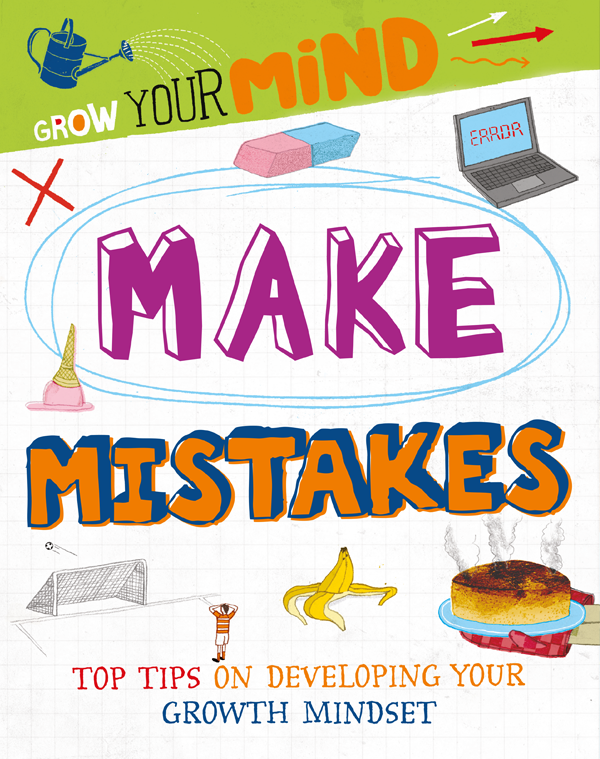 GROW YOUR MiND
ERROR
MAKE
MISTAKES
TOP TIPS ON DEVELOPING YOUR
GROWTH MINDSET